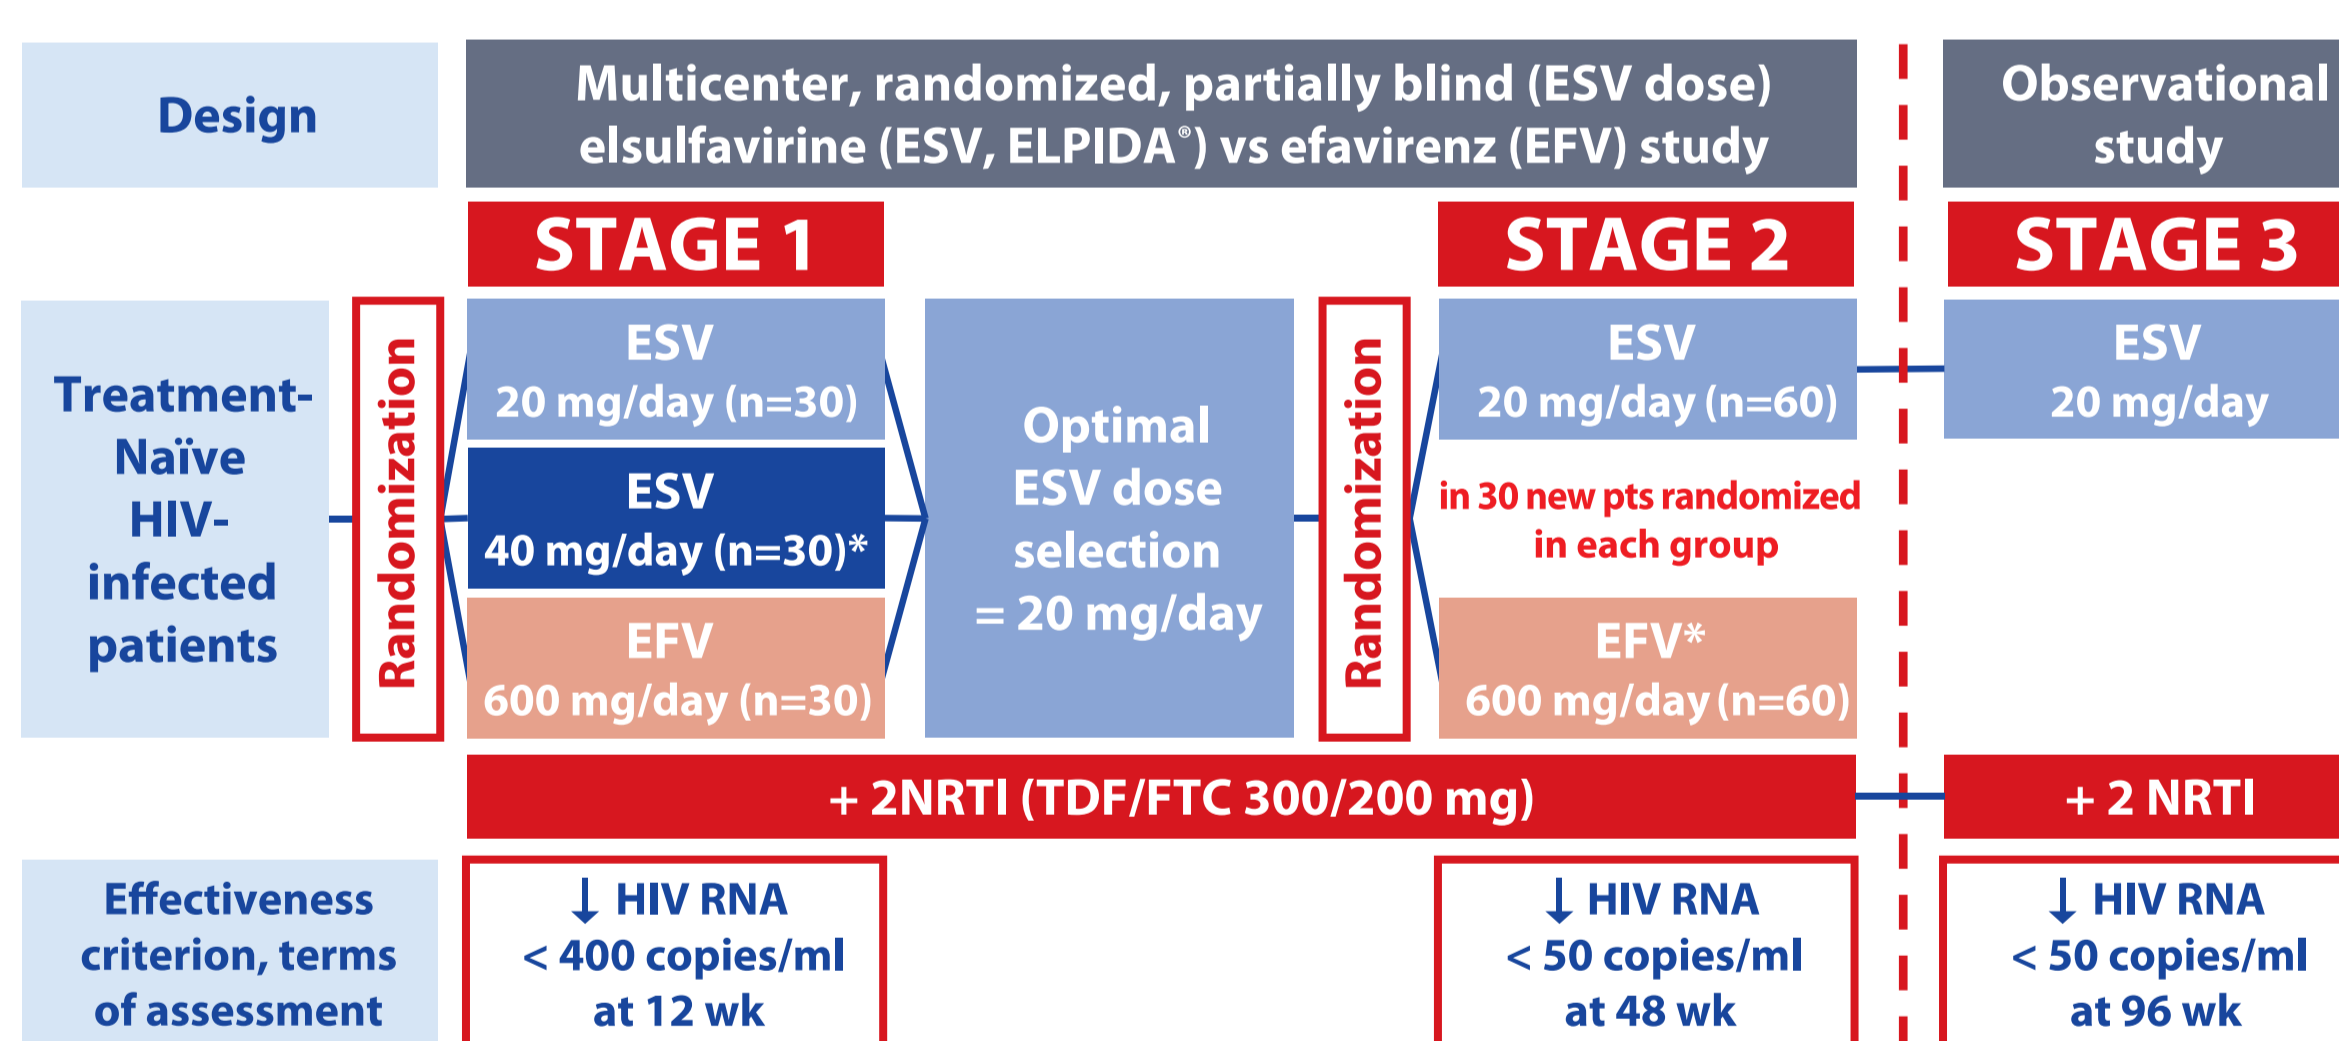 Design
Multicenter, randomized, partially blind (ESV dose)
elsulfavirine (ESV, ELPIDA®) vs efavirenz (EFV) study
Observational
study
STAGE 1
STAGE 2
STAGE 3
Treatment-
Naïve
HIV-
infected
patients
Randomization
ESV
20 mg/day (n=30)
ESV
40 mg/day (n=30)*
EFV
600 mg/day (n=30)
Optimal
ESV dose
selection
= 20 mg/day
Randomization
ESV
20 mg/day (n=60)
in 30 new pts randomized
in each group
EFV*
600 mg/day (n=60)
ESV
20 mg/day
+ 2NRTI (TDF/FTC 300/200 mg)
+ 2 NRTI
Effectiveness
criterion, terms
of assessment
↓ HIV RNA
< 400 copies/ml
at 12 wk
↓ HIV RNA
< 50 copies/ml
at 48 wk
↓ HIV RNA
< 50 copies/ml
at 96 wk